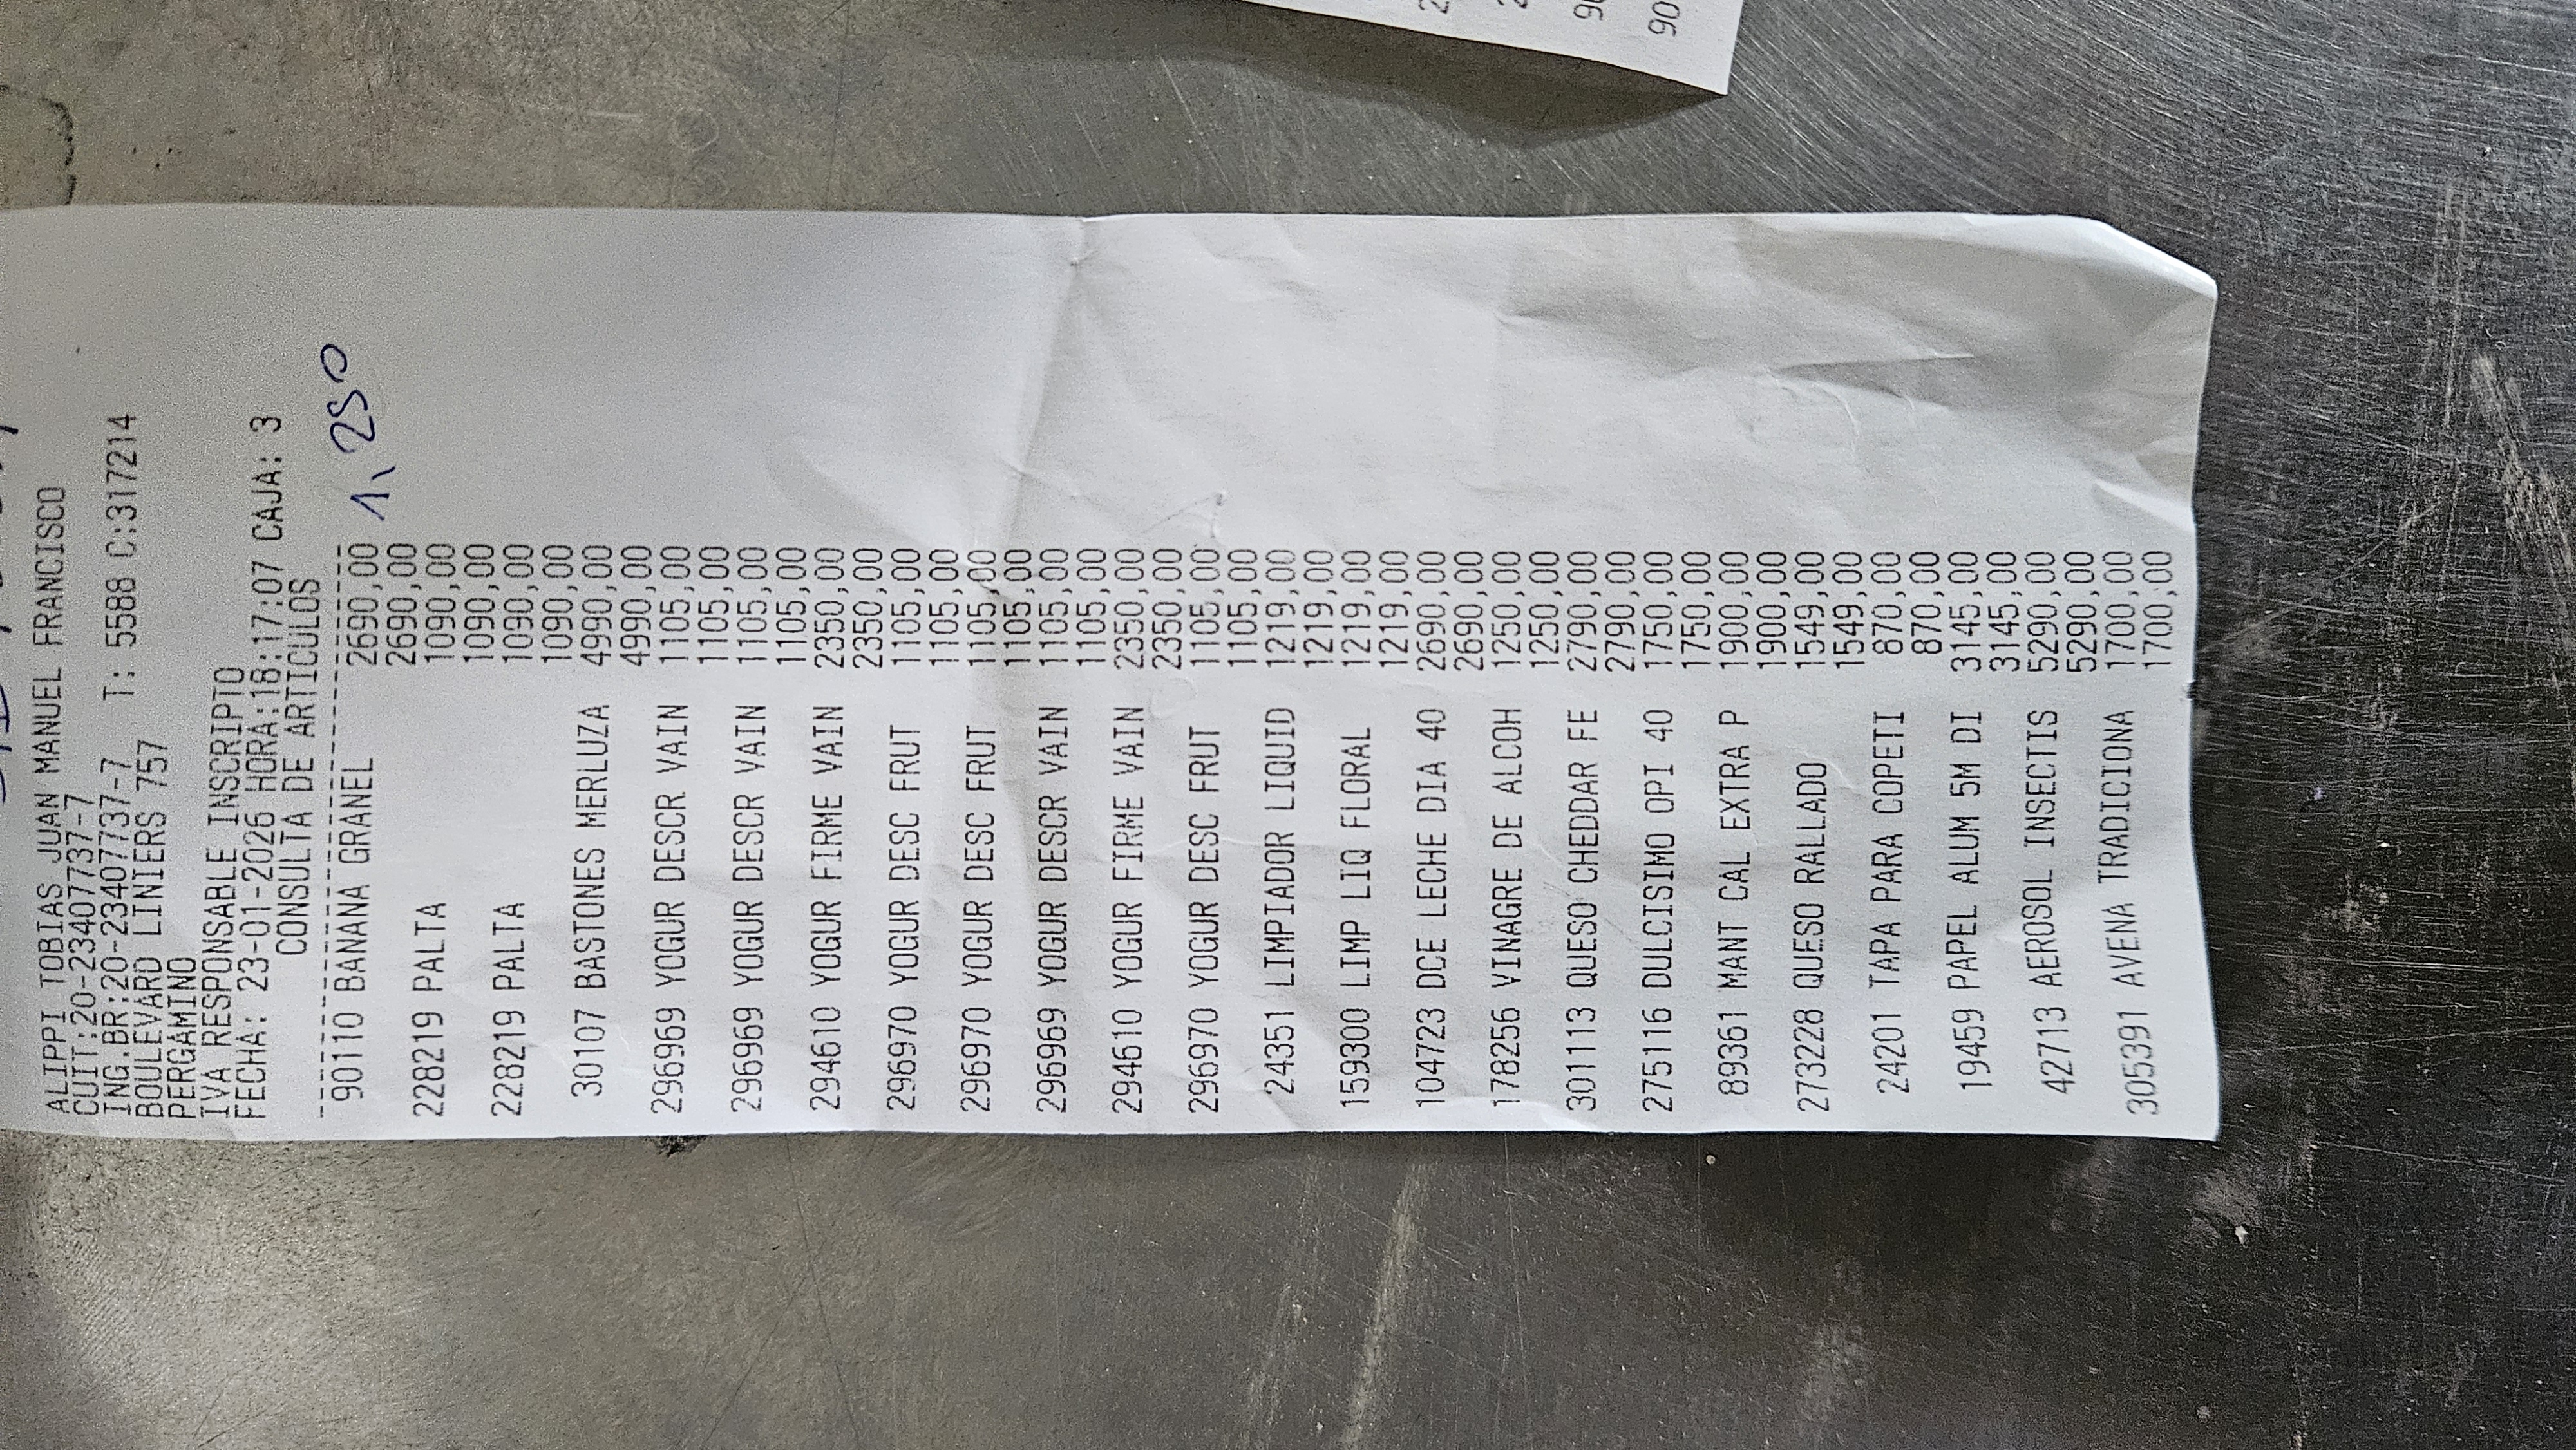 ALIPPI TOBIAS JUAN MANUEL FRANCISCO
CUIT:20-23407737-7
ING.BR:20-23407737-7 T: 5588 C:317214
BOULEVARD LINIERS 757
PERGAMINO
IVA RESPONSABLE INSCRIPTO
FECHA: 23-01-2026 HORA:18:17:07 CAJA: 3
CONSULTA DE ARTICULOS
90110 BANANA GRANEL 2690,00 1,250
2690,00
228219 PALTA 1090,00
1090,00
228219 PALTA 1090,00
1090,00
30107 BASTONES MERLUZA 4990,00
4990,00
296969 YOGUR DESCR VAIN 1105,00
1105,00
296969 YOGUR DESCR VAIN 1105,00
1105,00
294610 YOGUR FIRME VAIN 2350,00
2350,00
296970 YOGUR DESC FRUT 1105,00
1105,00
296970 YOGUR DESC FRUT 1105,00
1105,00
296969 YOGUR DESCR VAIN 1105,00
1105,00
294610 YOGUR FIRME VAIN 2350,00
2350,00
296970 YOGUR DESC FRUT 1105,00
1105,00
24351 LIMPIADOR LIQUID 1219,00
1219,00
159300 LIMP LIQ FLORAL 1219,00
1219,00
104723 DCE LECHE DIA 40 2690,00
2690,00
178256 VINAGRE DE ALCOH 1250,00
1250,00
301113 QUESO CHEDDAR FE 2790,00
2790,00
275116 DULCISIMO OPI 40 1750,00
1750,00
89361 MANT CAL EXTRA P 1900,00
1900,00
273228 QUESO RALLADO 1549,00
1549,00
24201 TAPA PARA COPETI 870,00
870,00
19459 PAPEL ALUM 5M DI 3145,00
3145,00
42713 AEROSOL INSECTIS 5290,00
5290,00
305391 AVENA TRADICIONA 1700,00
1700,00